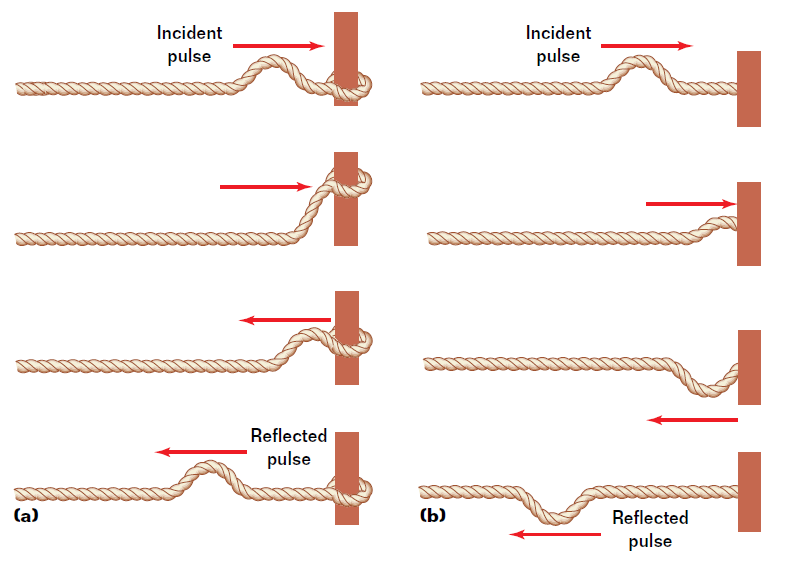 Incident
pulse
Reflected
pulse
(a)
Incident
pulse
(b)
Reflected
pulse